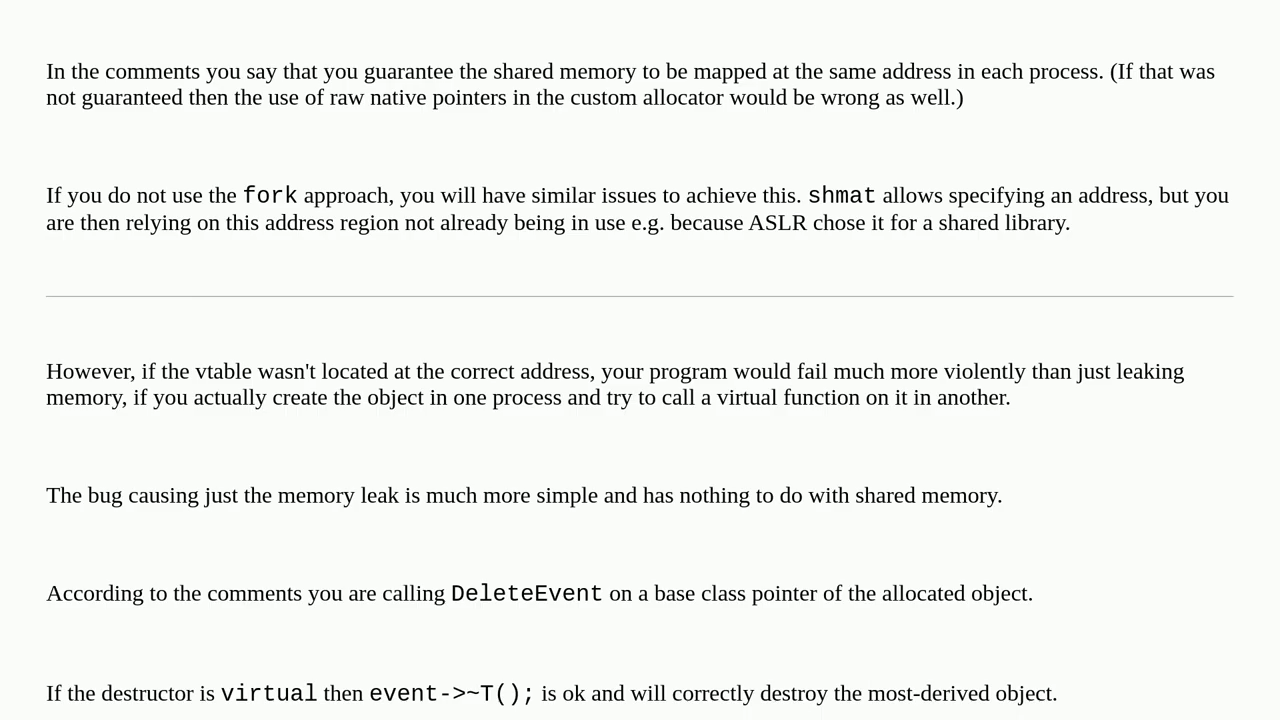 In the comments you say that you guarantee the shared memory to be mapped at the same address in each process. (If that was
not guaranteed then the use of raw native pointers in the custom allocator would be wrong as well.)
If you do not use the fork approach, you will have similar issues to achieve this. shmat allows specifying an address, but you
are then relying on this address region not already being in use e.g. because ASLR chose it for a shared library.
However, if the vtable wasn't located at the correct address, your program would fail much more violently than just leaking
memory, if you actually create the object in one process and try to call a virtual function on it in another.
The bug causing just the memory leak is much more simple and has nothing to do with shared memory.
According to the comments you are calling DeleteEvent on a base class pointer of the allocated object.
If the destructor is virtual then event->~T(); is ok and will correctly destroy the most-derived object.